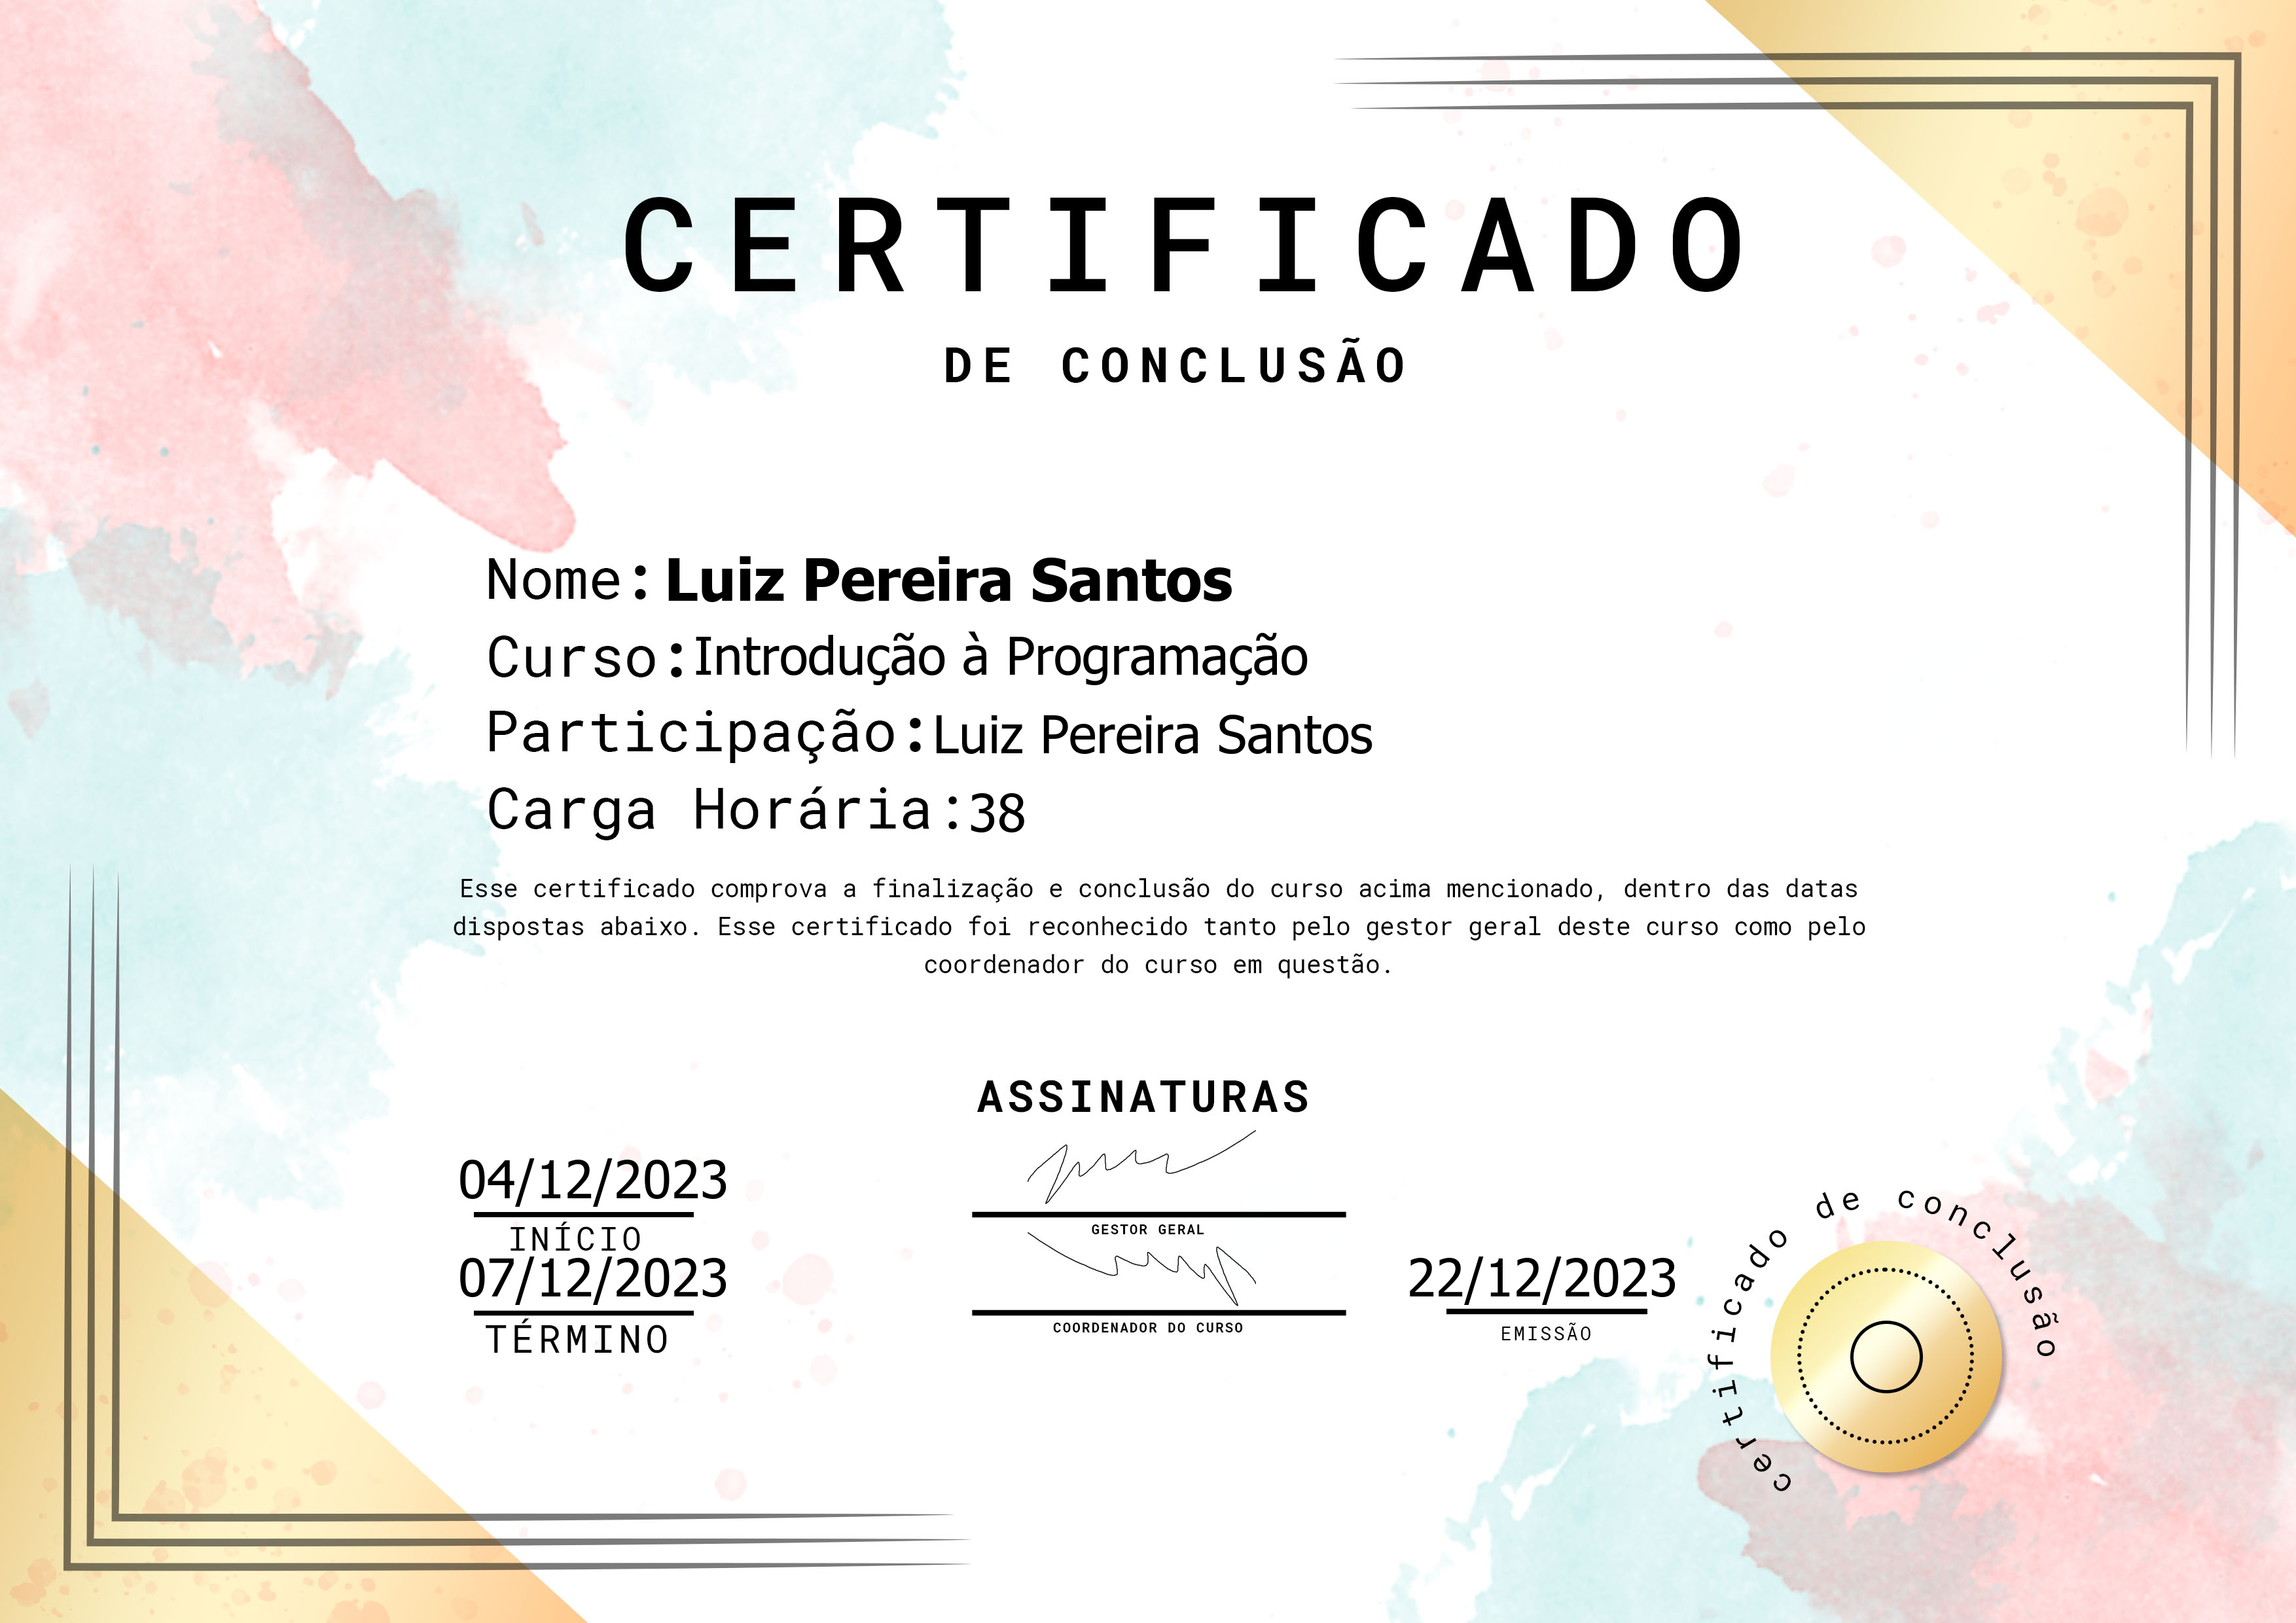 CERTIFICADO
DE CONCLUSÃO
Nome: Luiz Pereira Santos
Curso:Introdução à Programação
Participação:Luiz Pereira Santos
Carga Horária:38
Esse certificado comprova a finalização e conclusão do curso acima mencionado, dentro das datas
dispostas abaixo. Esse certificado foi reconhecido tanto pelo gestor geral deste curso como pelo
coordenador do curso em questão.
ASSINATURAS
04/12/2023
INÍCIO
GESTOR GERAL
07/12/2023
TÉRMINO
COORDENADOR DO CURSO
22/12/2023
EMISSÃO
certificado de conclusão